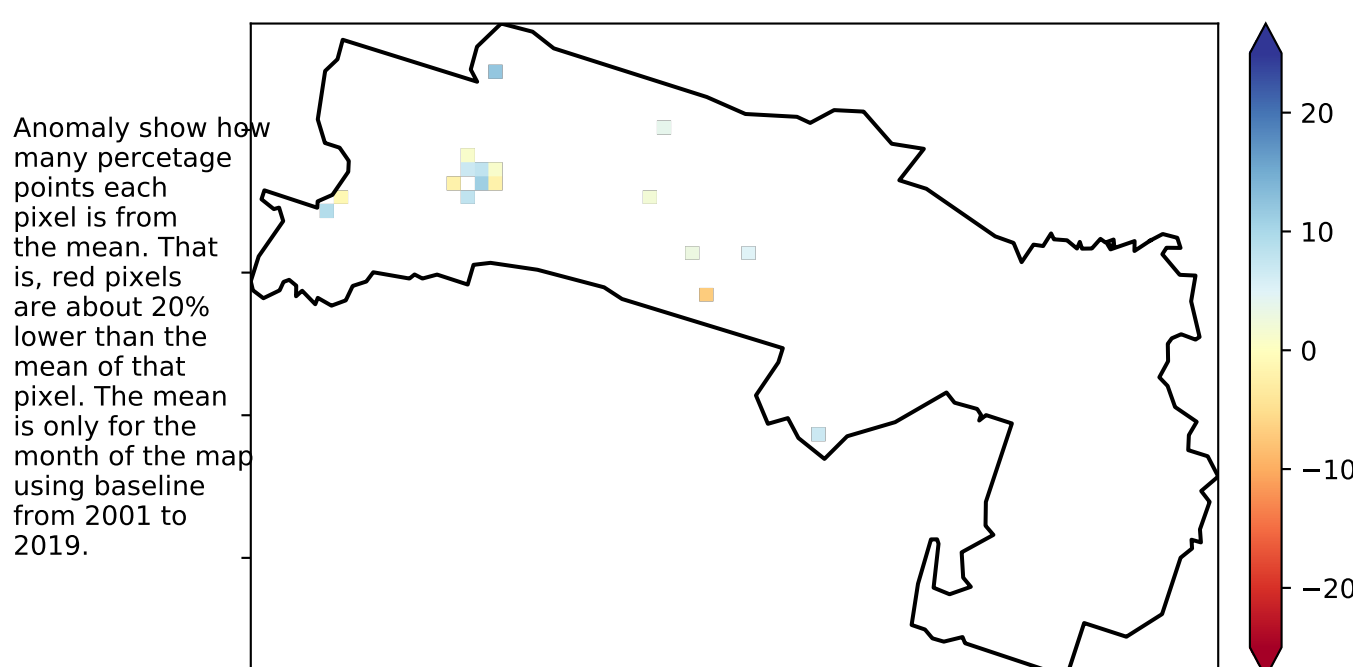 Anomaly show how
many percetage
points each
pixel is from
the mean. That
is, red pixels
are about 20%
lower than the
mean of that
pixel. The mean
is only for the
month of the map
using baseline
from 2001 to
2019.
20
10
0
−10
−20